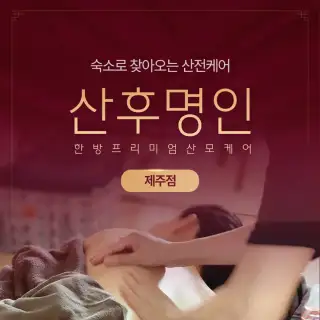 숙소로 찾아오는 산전케어
산후명인
한방프리미엄산모케어
제주점